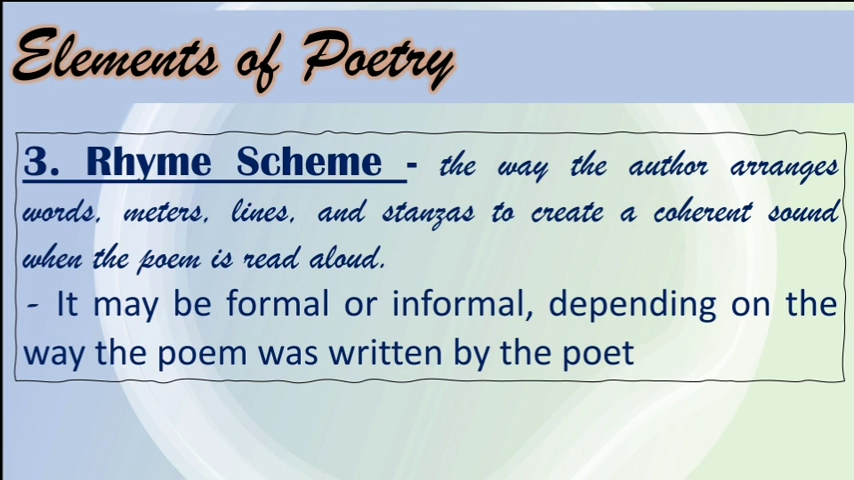 Elements of Poetry
3. Rhyme Scheme - the way the author arranges
words, meters, lines, and stanzas to create a coherent sound
when the poem is read aloud.
- It may be formal or informal, depending on the
way the poem was written by the poet